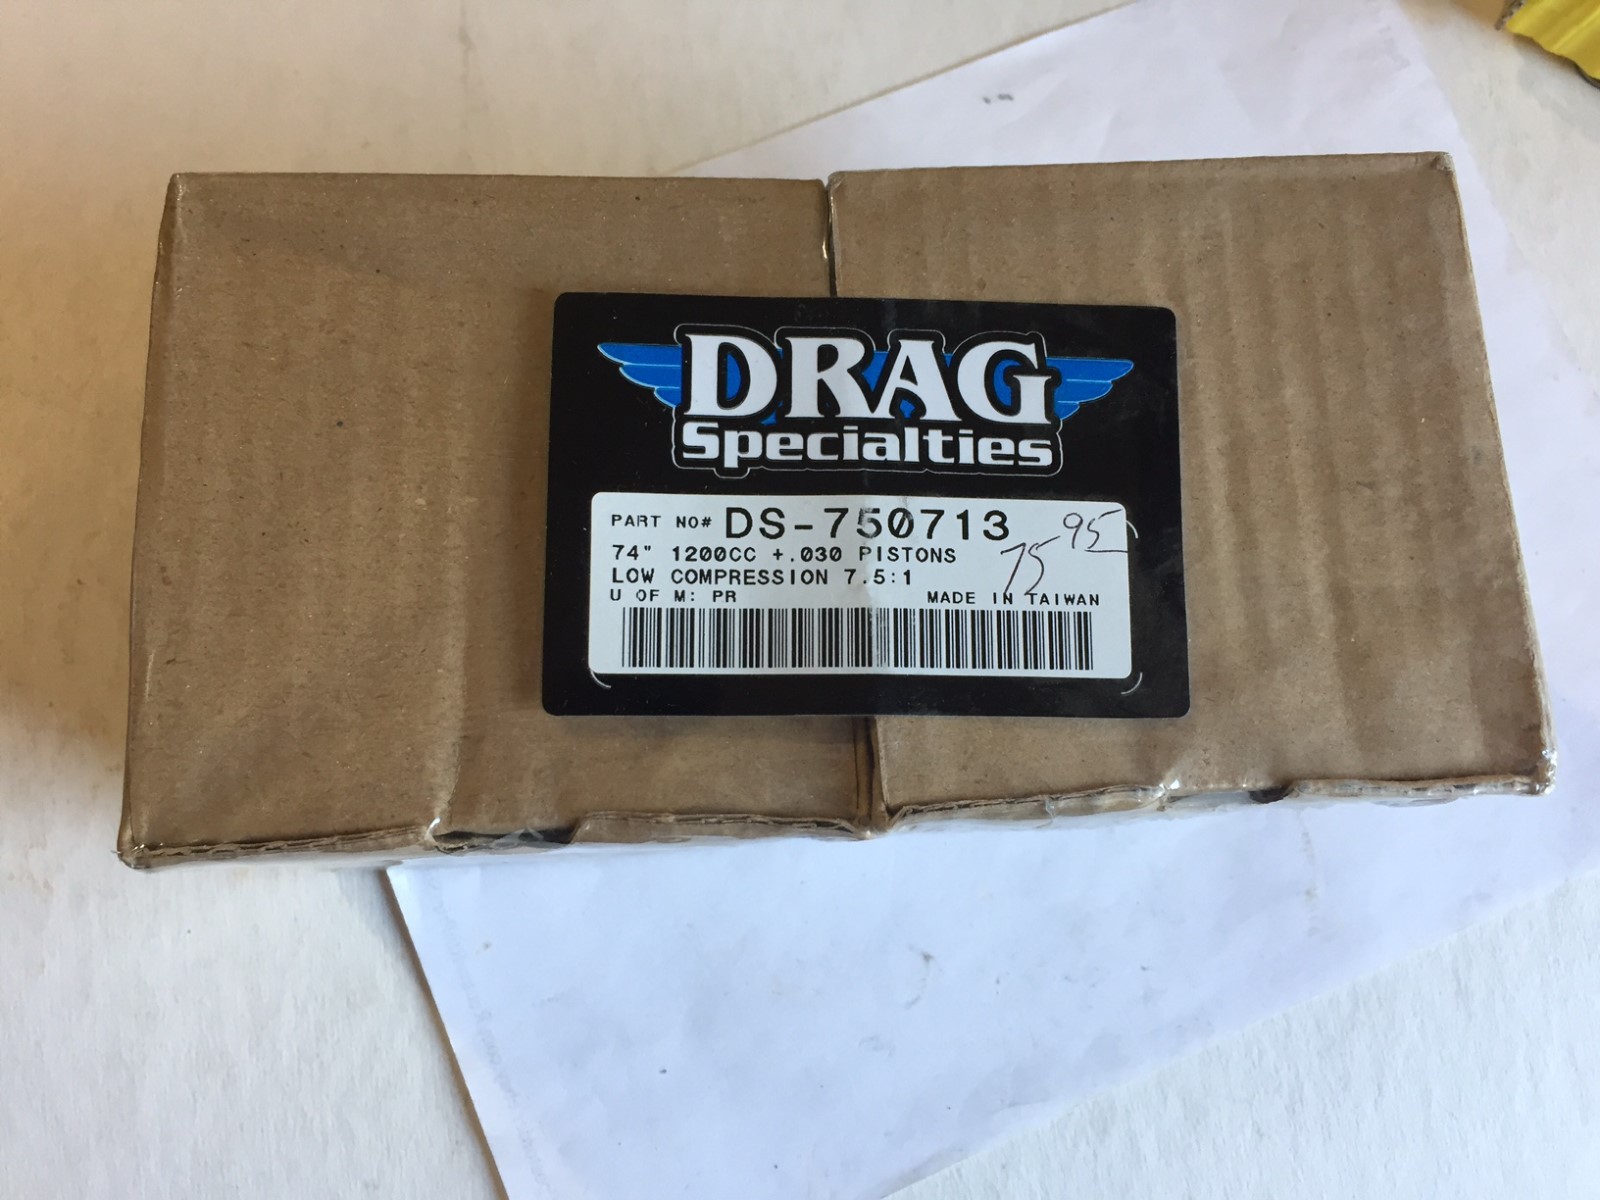 DRAG
Specialties
PART NO# DS-750713
74" 1200CC +.030 PISTONS
75 95
LOW COMPRESSION 7.5:1
U OF M: PR MADE IN TAIWAN